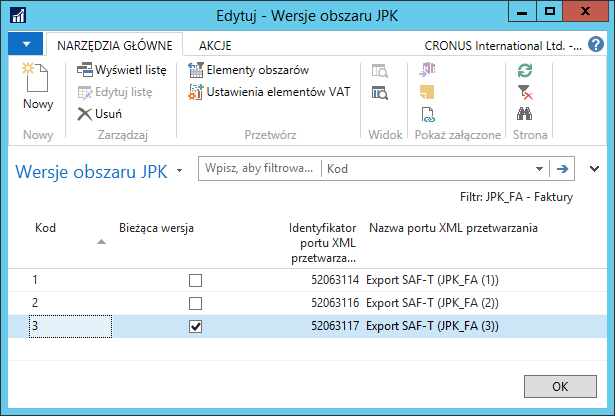 Edytuj - Wersje obszaru JPK
NARZĘDZIA GŁÓWNE
AKCJE
CRONUS International Ltd. -...
Nowy
Wyświetl listę
Edytuj listę
Usuń
Elementy obszarów
Ustawienia elementów VAT
Nowy
Zarządzaj
Przetwórz
Widok
Pokaż załączone
Strona
Wersje obszaru JPK
Wpisz, aby filtrowa...
Kod
Filtr: JPK_FA - Faktury
Kod
Bieżąca wersja
Identyfikator
portu XML
przetwarza...
Nazwa portu XML przetwarzania
1 52063114 Export SAF-T (JPK_FA (1))
2 52063116 Export SAF-T (JPK_FA (2))
3 52063117 Export SAF-T (JPK_FA (3))
OK